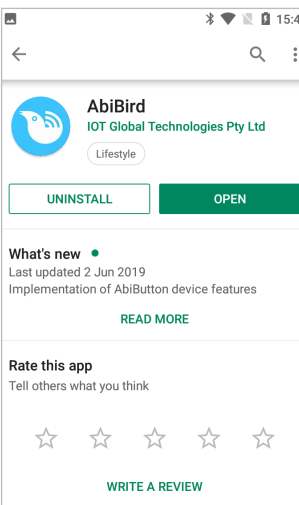 15:4
AbiBird
IOT Global Technologies Pty Ltd
Lifestyle
UNINSTALL OPEN
What's new
Last updated 2 Jun 2019
Implementation of AbiButton device features
READ MORE
Rate this app
Tell others what you think
WRITE A REVIEW